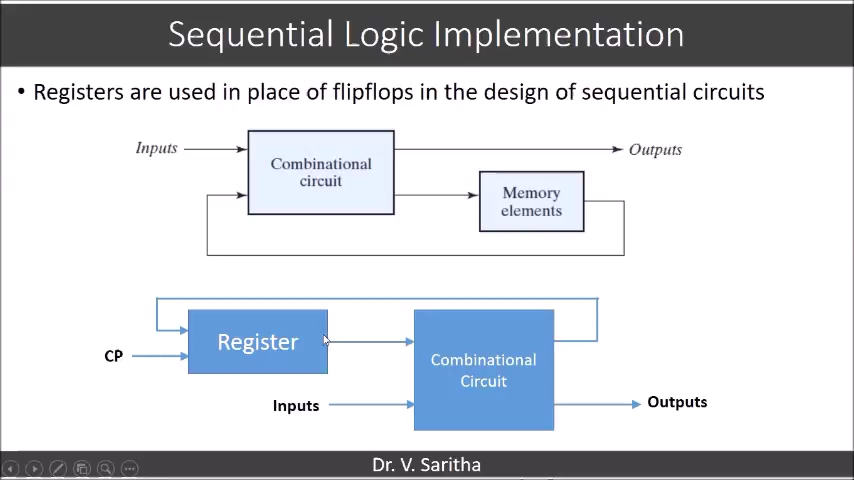 Sequential Logic Implementation
• Registers are used in place of flipflops in the design of sequential circuits
Inputs
Combinational
circuit
Outputs
Memory
elements
Register
CP
Combinational
Circuit
Inputs
Outputs
Dr. V. Saritha